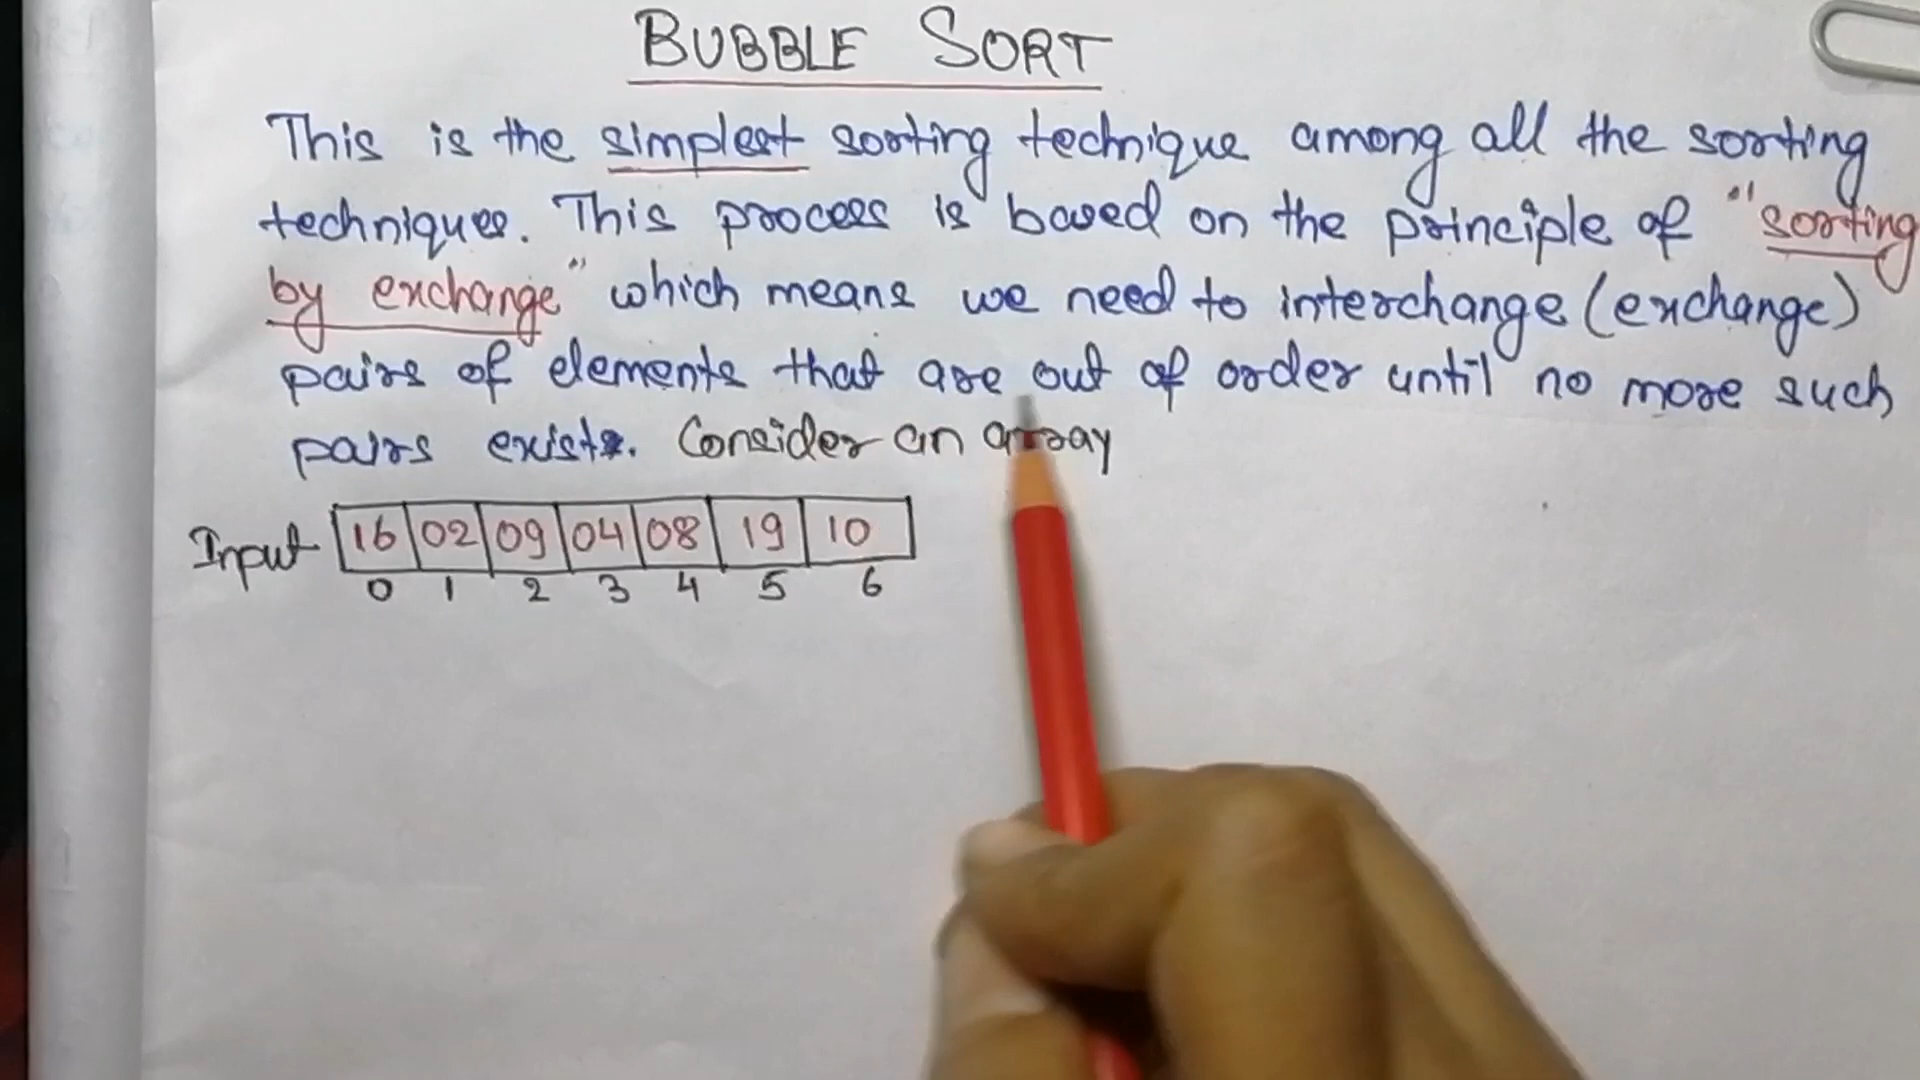 BUBBLE SORT
This is the simplest sorting technique among all the sorting
techniques. This process is based on the principle of "sorting
by exchange" which means we need to interchange (exchange)
pairs of elements that are out of order until no more such
pairs exists. Consider an array
Input 16 02 09 04 08 19 10
0 1 2 3 4 5 6